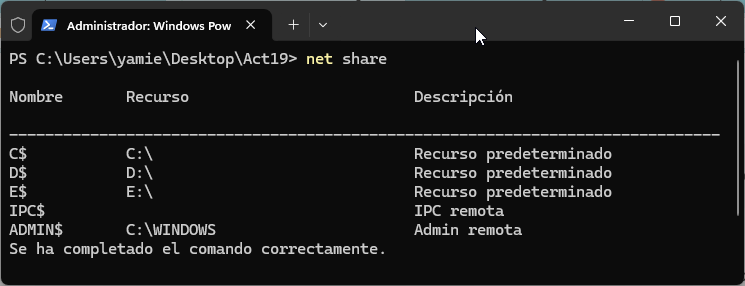 Administrador: Windows Pow
PS C:\Users\yamie\Desktop\Act19> net share
Nombre Recurso Descripción
-------------------------------------------------------------------------------
C$ C:\ Recurso predeterminado
D$ D:\ Recurso predeterminado
E$ E:\ Recurso predeterminado
IPC$ IPC remota
ADMIN$ C:\WINDOWS Admin remota
Se ha completado el comando correctamente.